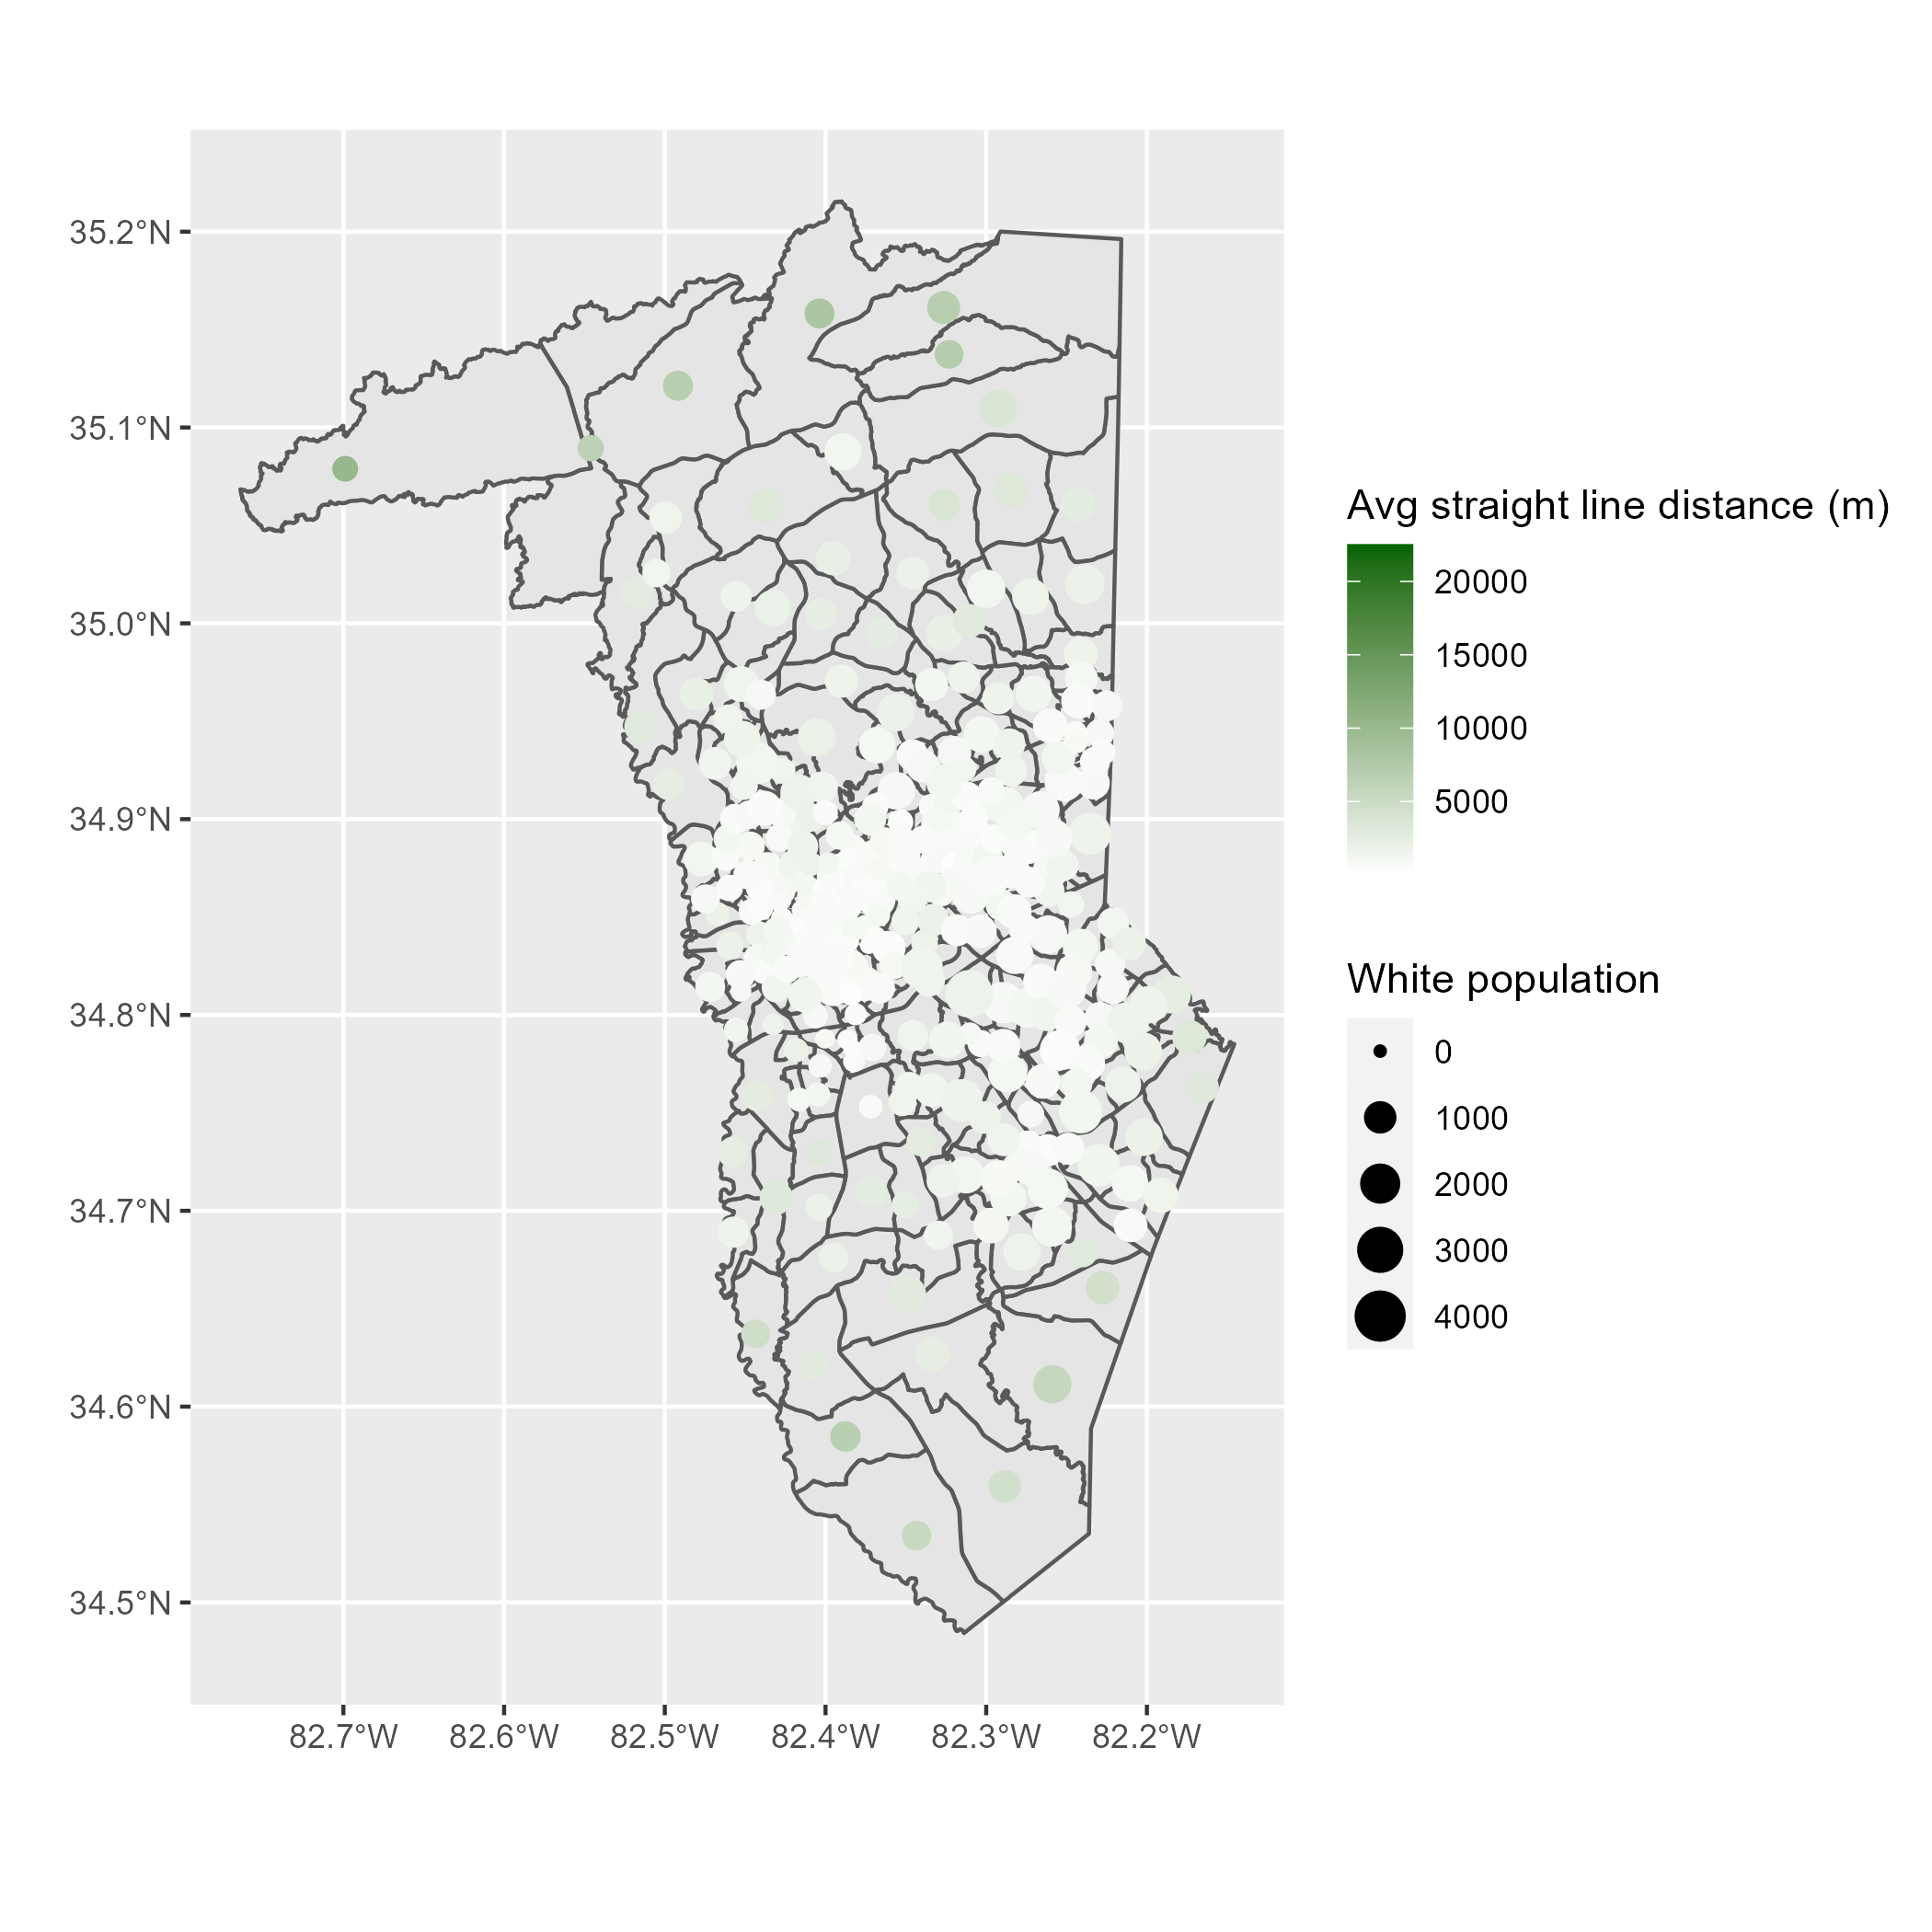 35.2°N
35.1°N
35.0°N
34.9°N
34.8°N
34.7°N
34.6°N
34.5°N
82.7°W 82.6°W 82.5°W 82.4°W 82.3°W 82.2°W
Avg straight line distance (m)
20000
15000
10000
5000
White population
0
1000
2000
3000
4000